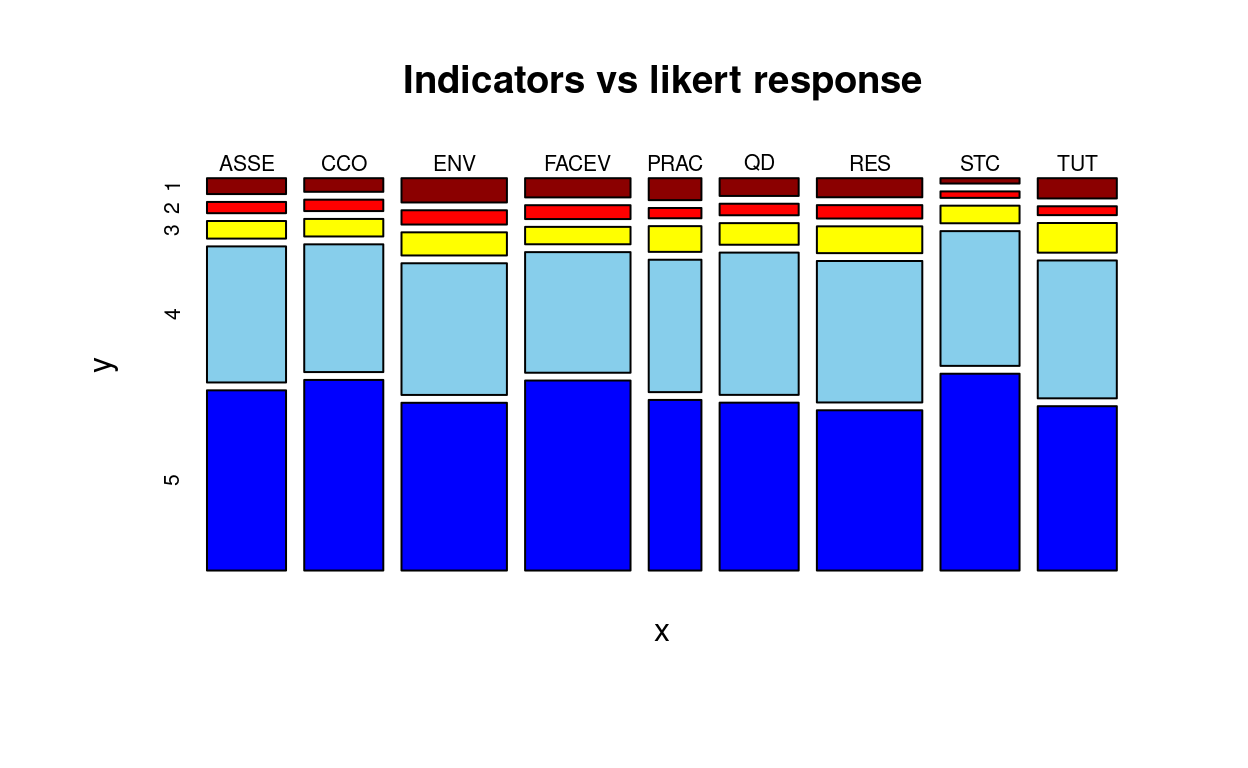 Indicators vs likert response
ASSE CCO ENV FACEV PRAC QD RES STC TUT
1
2
3
4
5
y
x